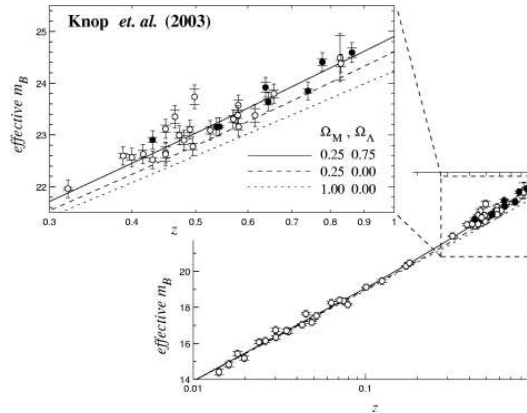 Knop et. al. (2003)
effective m_B
26
25
24
23
22
Ω_M , Ω_Λ
0.25 0.75
0.25 0.00
1.00 0.00
0.3 0.4 0.5 0.6 0.7 0.8 0.9 1
z
effective m_B
20
18
16
14
0.01 0.1
z